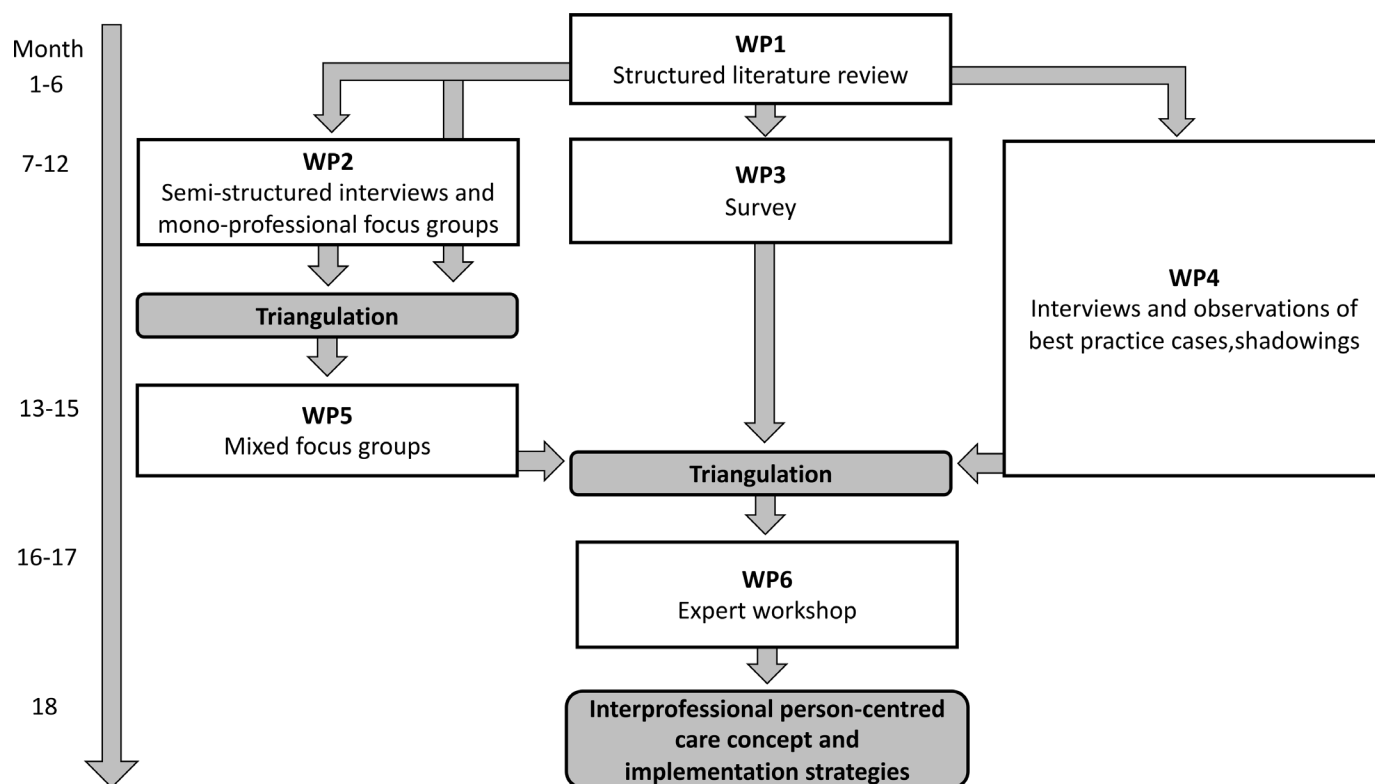 Month
1-6
WP1
Structured literature review
7-12
WP2
Semi-structured interviews and
mono-professional focus groups
WP3
Survey
WP4
Interviews and observations of
best practice cases,shadowings
Triangulation
13-15
WP5
Mixed focus groups
Triangulation
16-17
WP6
Expert workshop
18
Interprofessional person-centred
care concept and
implementation strategies